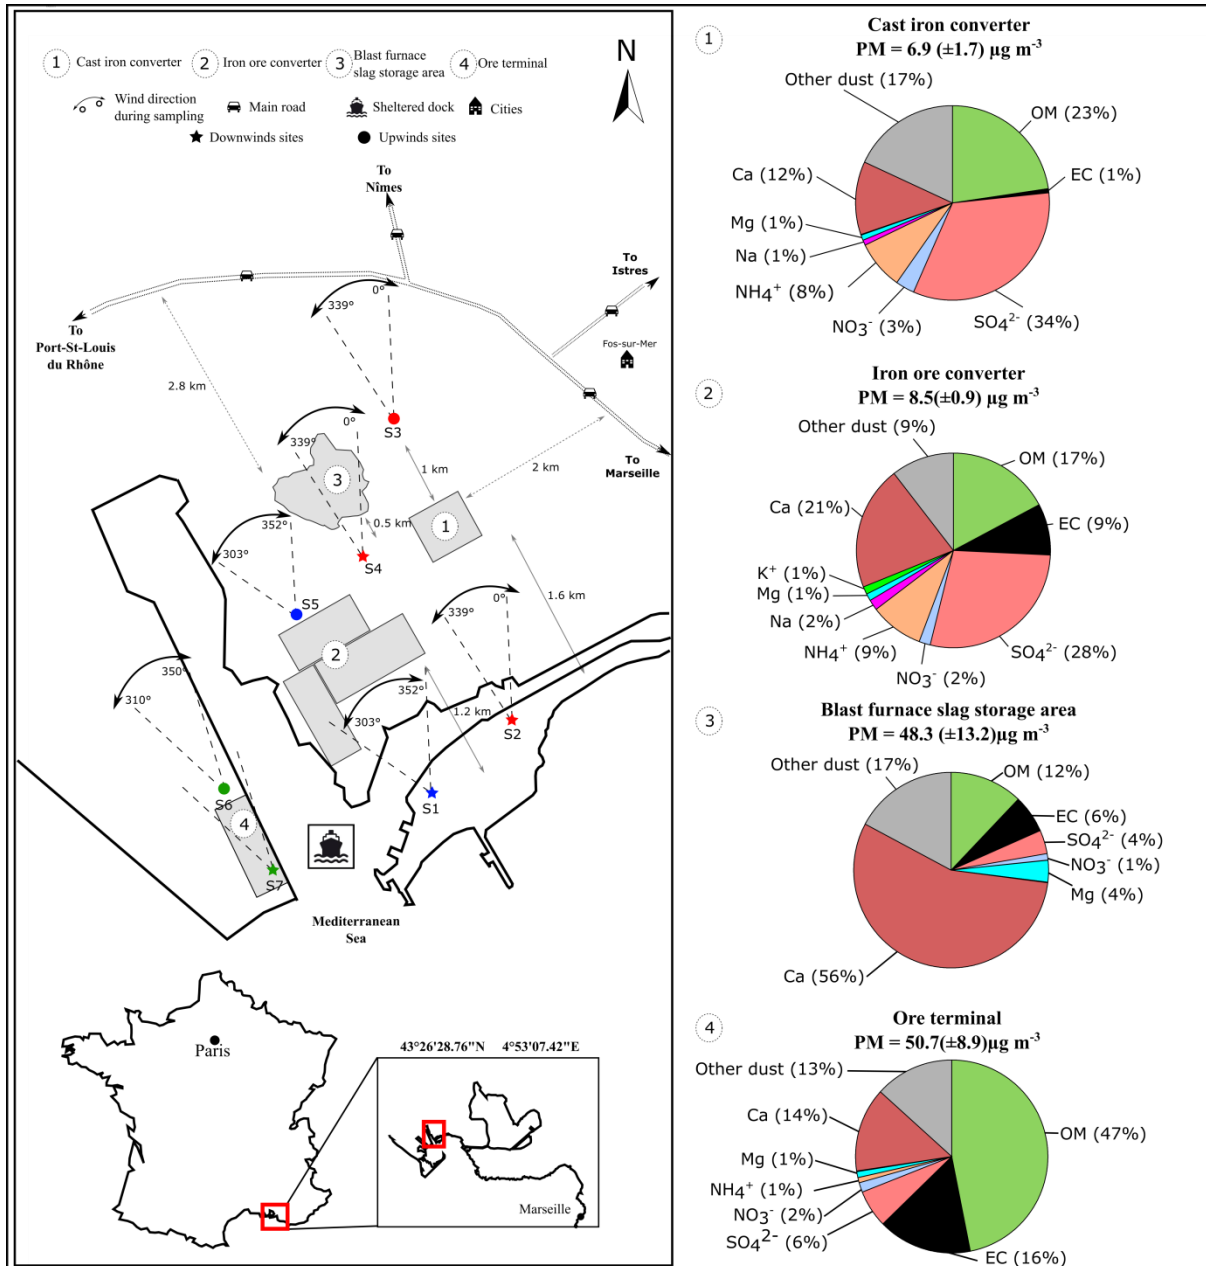 1 Cast iron converter
2 Iron ore converter
3 Blast furnace
slag storage area
4 Ore terminal
N
Wind direction
during sampling
Main road
Sheltered dock
Cities
Downwinds sites
Upwinds sites
To
Nîmes
To
Istres
Fos-sur-Mer
To
Port-St-Louis
du Rhône
To
Marseille
339° 0°
2.8 km
S3
339° 0°
3
1 km
2 km
1
0.5 km
S4
352°
303°
S5
1.6 km
339° 0°
2
S2
350°
310°
352°
303°
1.2 km
S1
S6
4
S7
Mediterranean
Sea
Paris
43°26'28.76"N 4°53'07.42"E
Marseille
1
Cast iron converter
PM = 6.9 (±1.7) µg m-3
Other dust (17%)
OM (23%)
EC (1%)
Ca (12%)
Mg (1%)
Na (1%)
NH4+ (8%)
NO3- (3%)
SO42- (34%)
2
Iron ore converter
PM = 8.5(±0.9) µg m-3
Other dust (9%)
OM (17%)
EC (9%)
Ca (21%)
K+ (1%)
Mg (1%)
Na (2%)
NH4+ (9%)
NO3- (2%)
SO42- (28%)
3
Blast furnace slag storage area
PM = 48.3 (±13.2)µg m-3
Other dust (17%)
OM (12%)
EC (6%)
SO42- (4%)
NO3- (1%)
Mg (4%)
Ca (56%)
4
Ore terminal
PM = 50.7(±8.9)µg m-3
Other dust (13%)
Ca (14%)
OM (47%)
Mg (1%)
NH4+ (1%)
NO3- (2%)
SO42- (6%)
EC (16%)